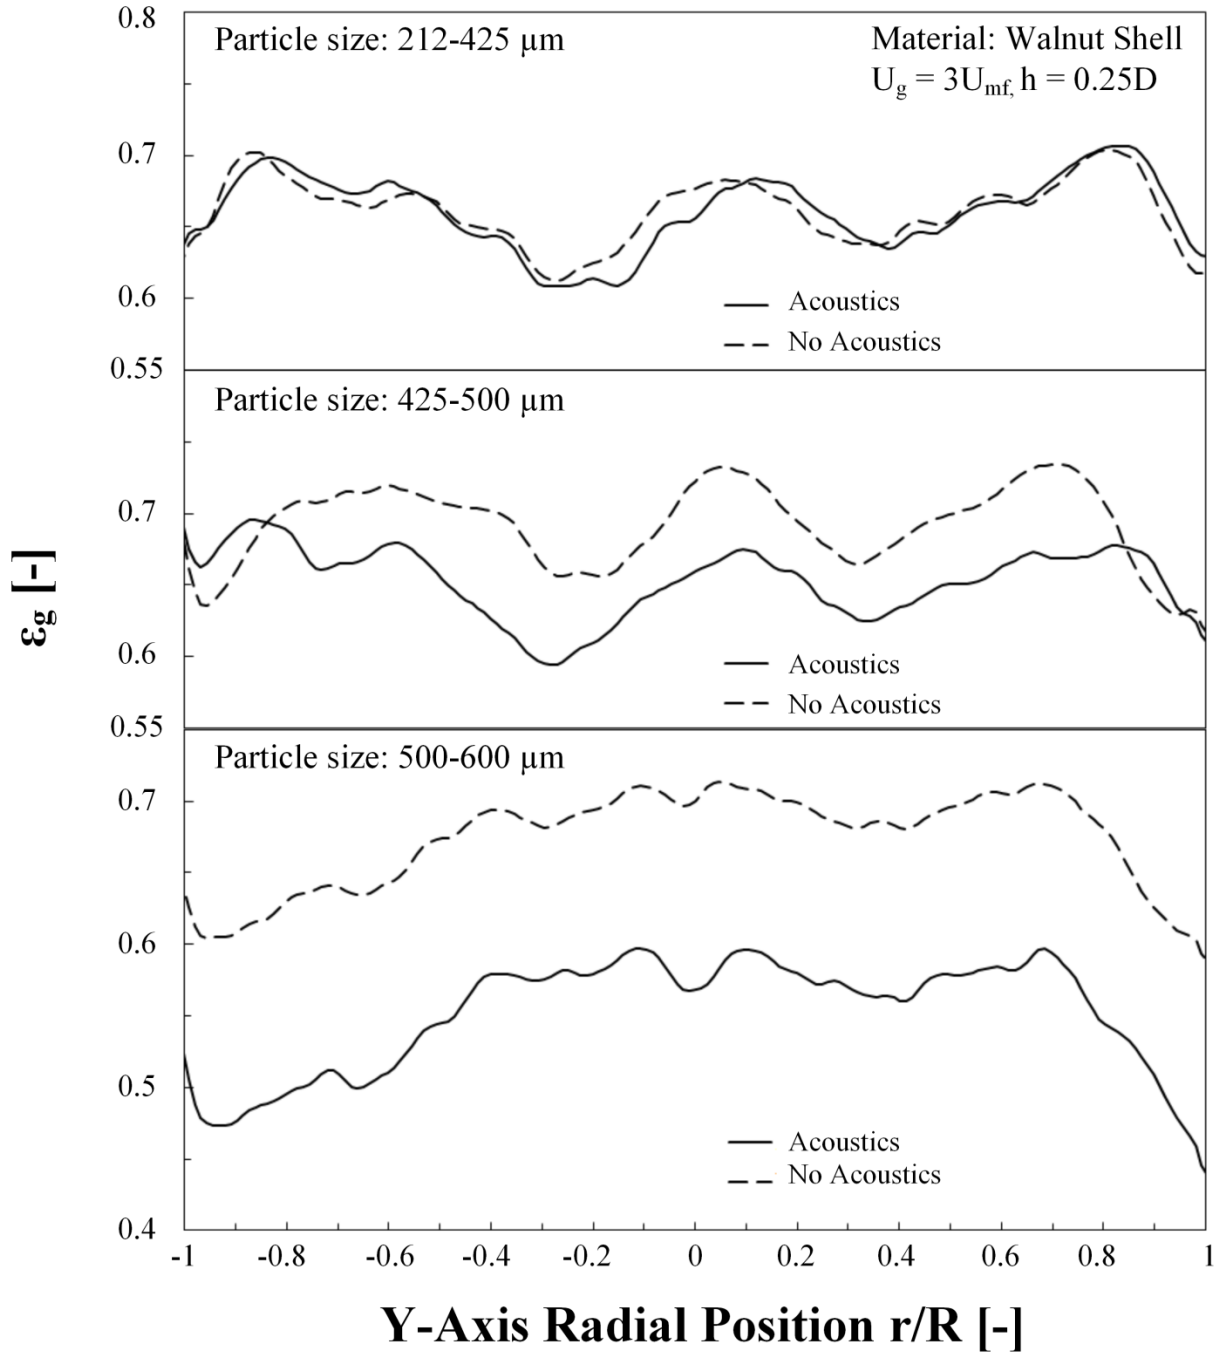 0.8
Particle size: 212-425 µm
Material: Walnut Shell
Ug = 3Umf, h = 0.25D
0.7
0.6
Acoustics
No Acoustics
0.55
Particle size: 425-500 µm
0.7
0.6
Acoustics
No Acoustics
0.55
Particle size: 500-600 µm
0.7
0.6
0.5
Acoustics
No Acoustics
0.4
εg [-]
-1 -0.8 -0.6 -0.4 -0.2 0 0.2 0.4 0.6 0.8 1
Y-Axis Radial Position r/R [-]